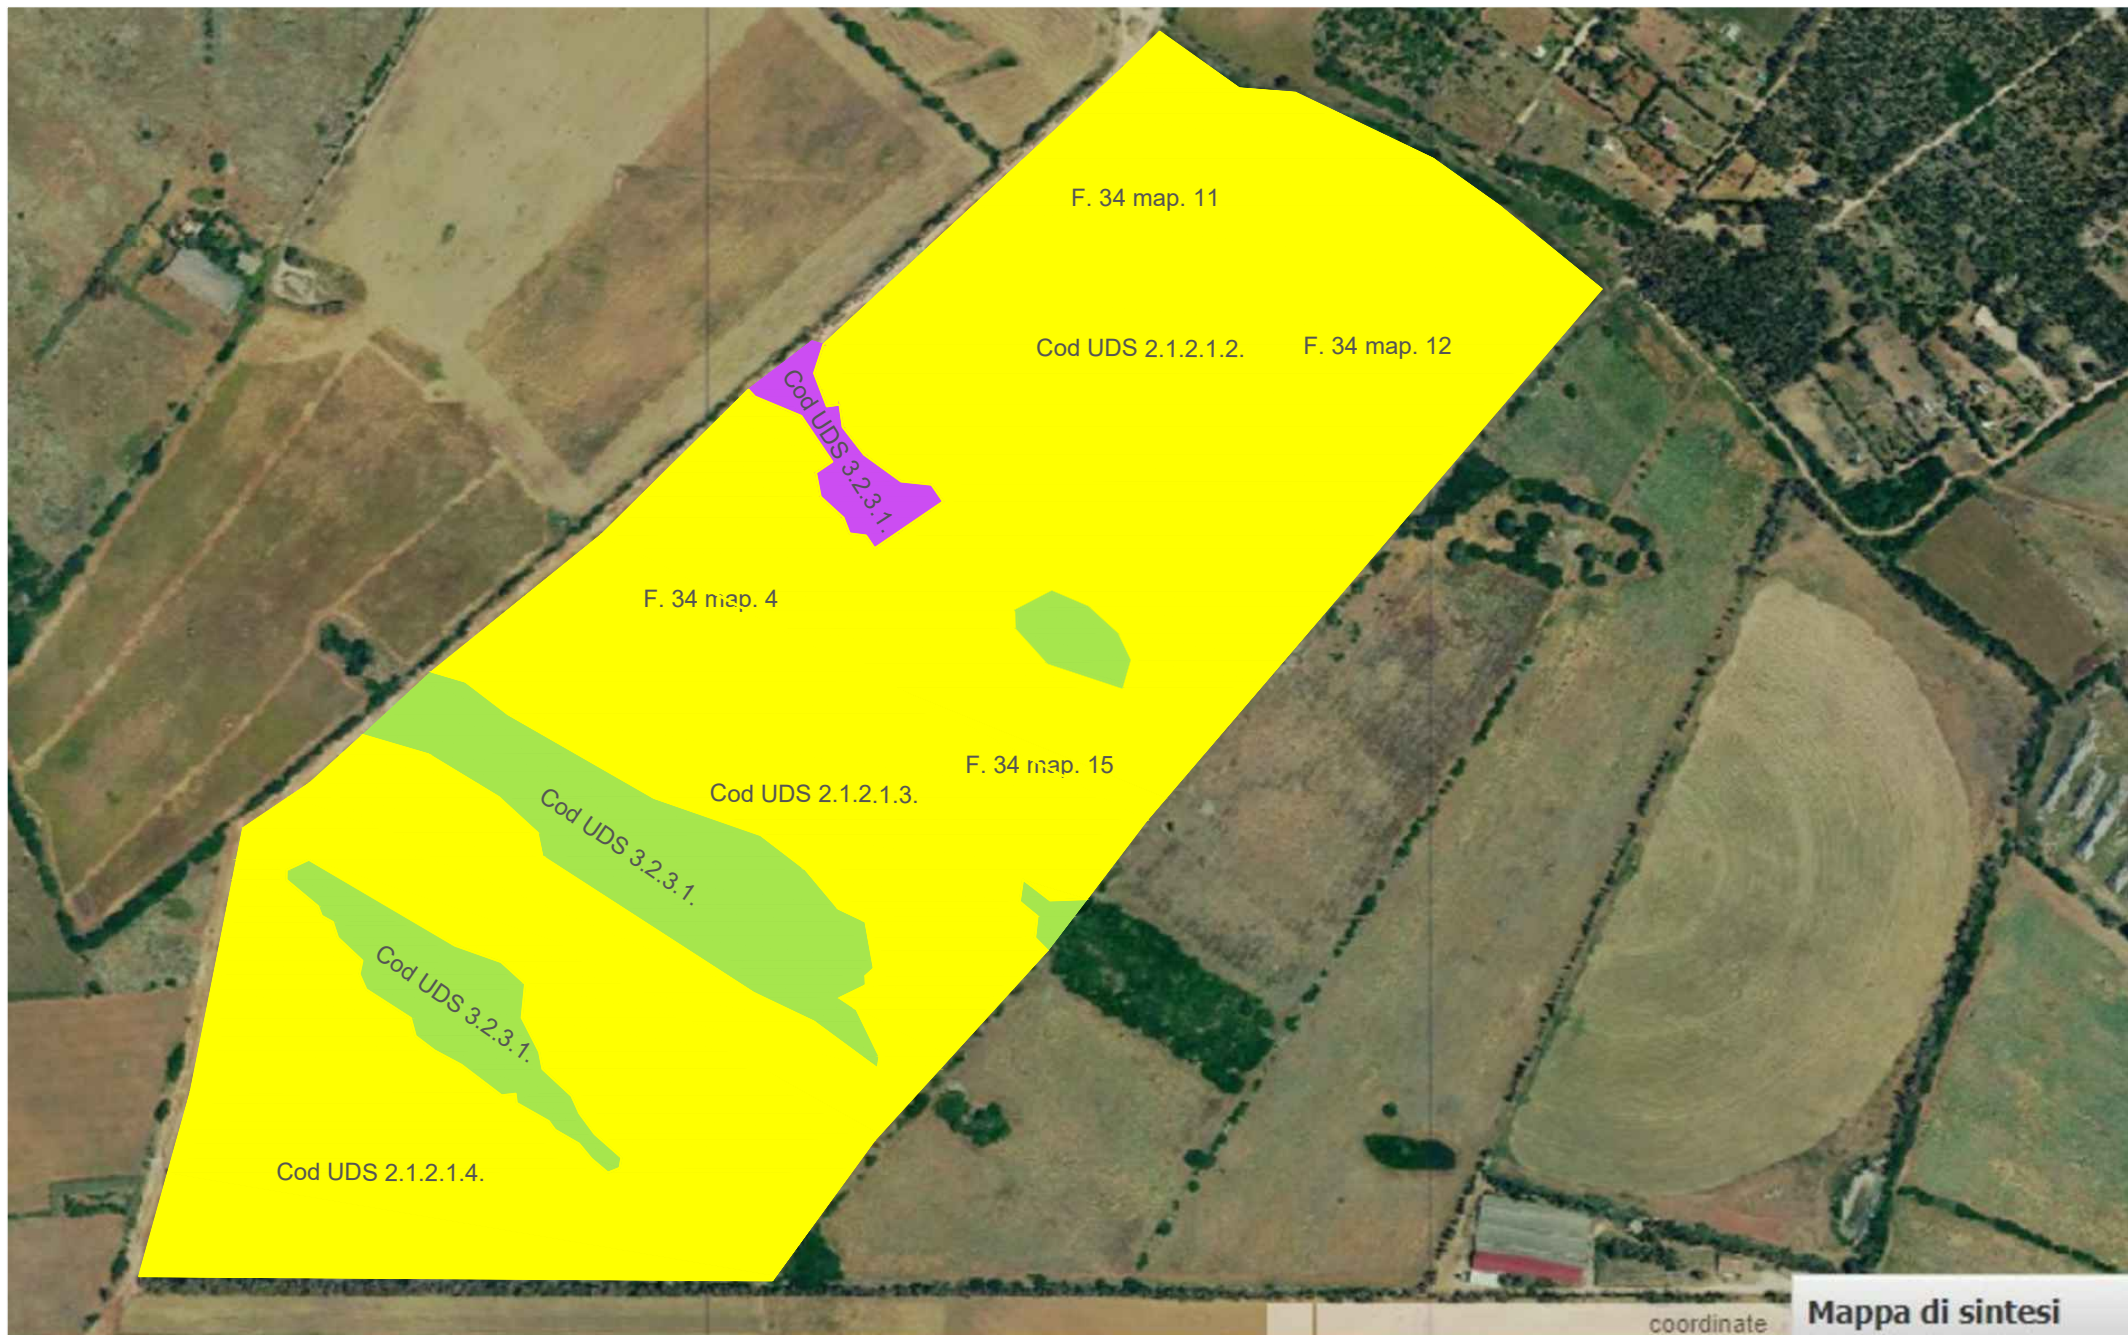 F. 34 map. 11
Cod UDS 2.1.2.1.2.
F. 34 map. 12
Cod UDS 3.2.3.1.
F. 34 map. 4
F. 34 map. 15
Cod UDS 2.1.2.1.3.
Cod UDS 3.2.3.1.
Cod UDS 3.2.3.1.
Cod UDS 2.1.2.1.4.
coordinate
Mappa di sintesi